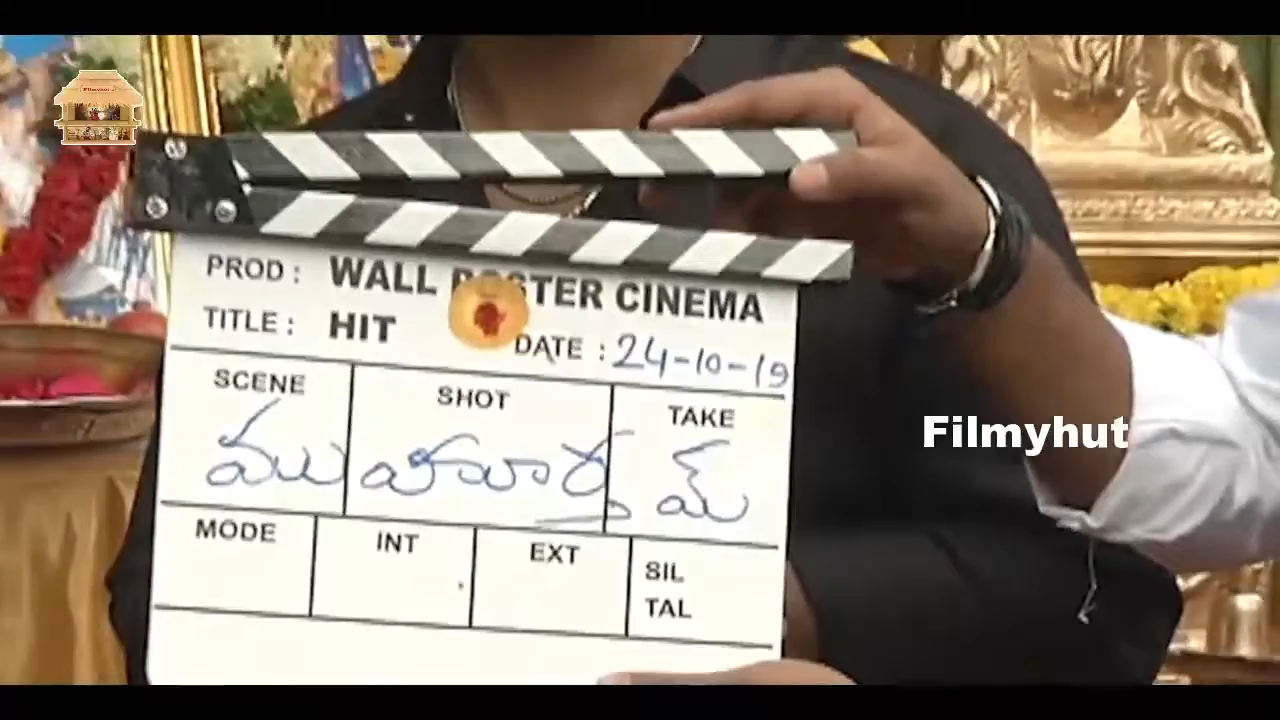 Filmyhut
PROD : WALL POSTER CINEMA
TITLE : HIT
DATE : 24-10-19
SCENE SHOT TAKE
ము హూర్త మ్
Filmyhut
MODE INT EXT SIL
TAL